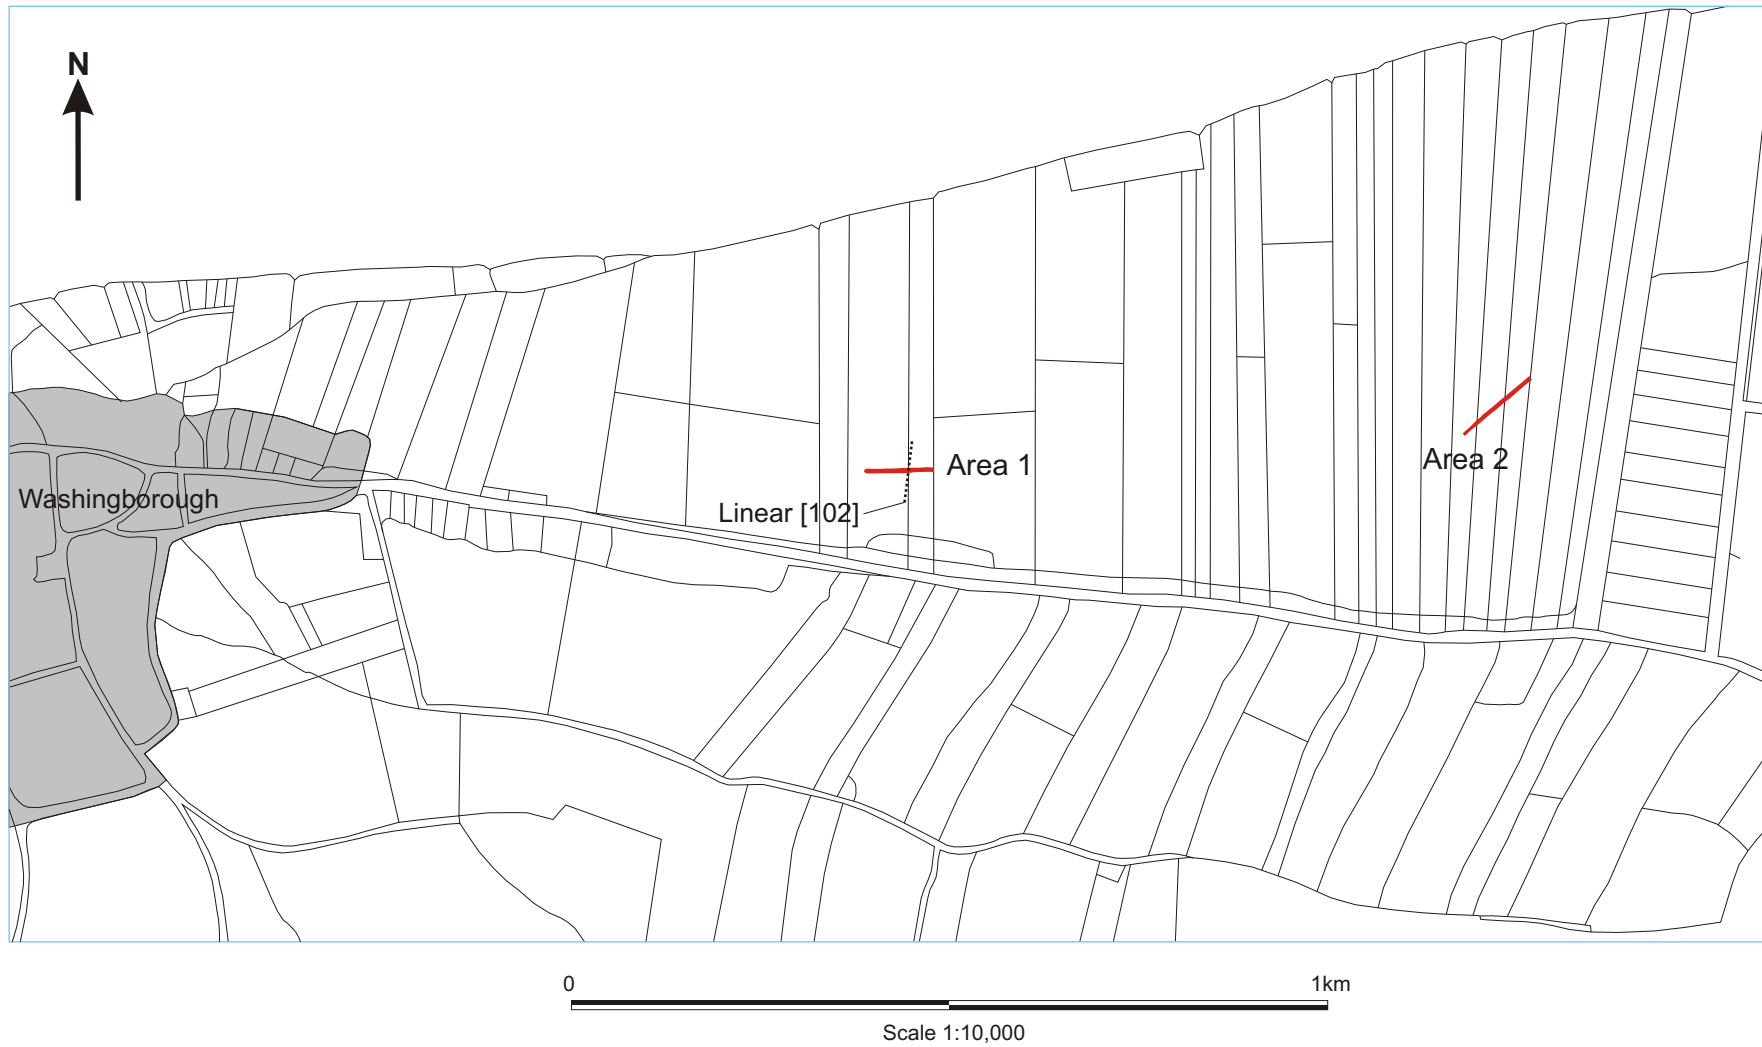 N
Area 1
Area 2
Washingborough
Linear [102]
0
1km
Scale 1:10,000